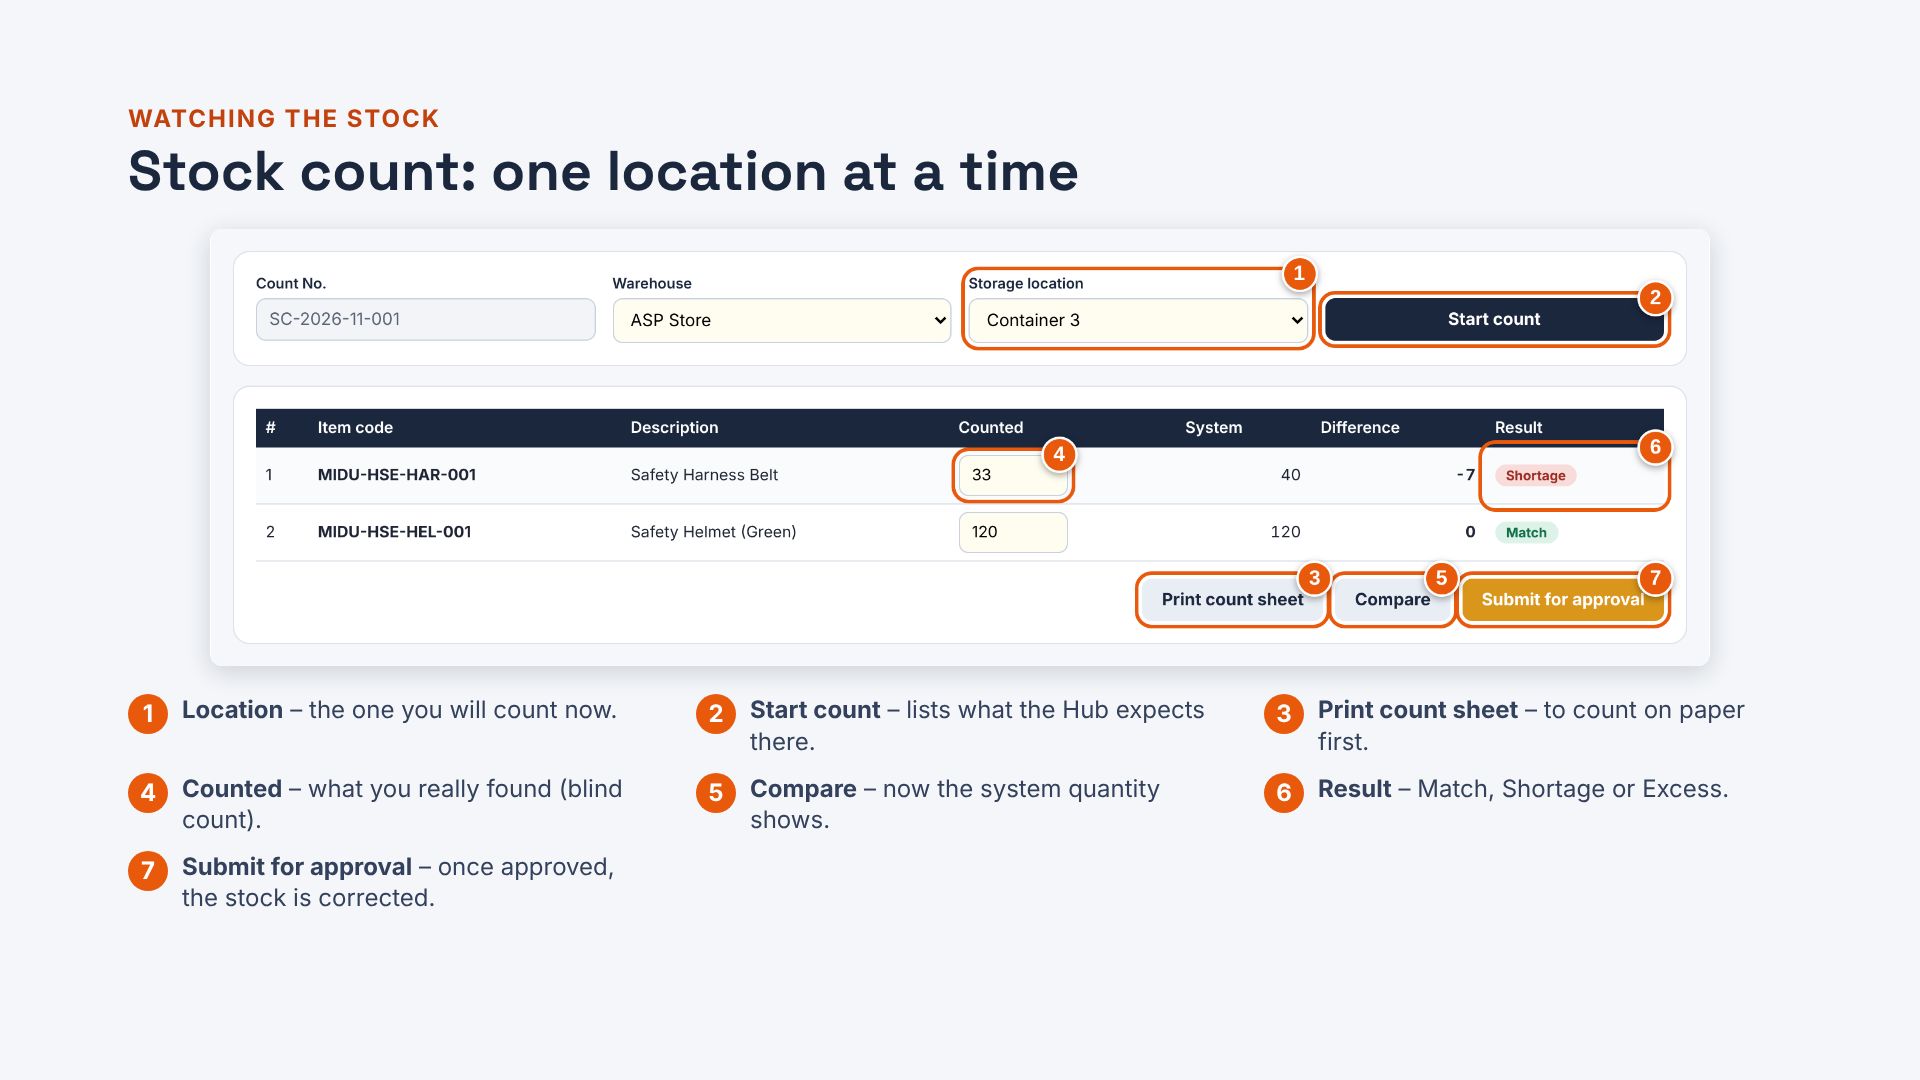 WATCHING THE STOCK
Stock count: one location at a time
Count No.
Warehouse
Storage location
1
2
SC-2026-11-001
ASP Store
Container 3
Start count
# Item code Description Counted System Difference Result
4
6
1 MIDU-HSE-HAR-001 Safety Harness Belt 33 40 -7 Shortage
2 MIDU-HSE-HEL-001 Safety Helmet (Green) 120 120 0 Match
3
5
7
Print count sheet
Compare
Submit for approval
1 Location – the one you will count now.
2 Start count – lists what the Hub expects
there.
3 Print count sheet – to count on paper
first.
4 Counted – what you really found (blind
count).
5 Compare – now the system quantity
shows.
6 Result – Match, Shortage or Excess.
7 Submit for approval – once approved,
the stock is corrected.